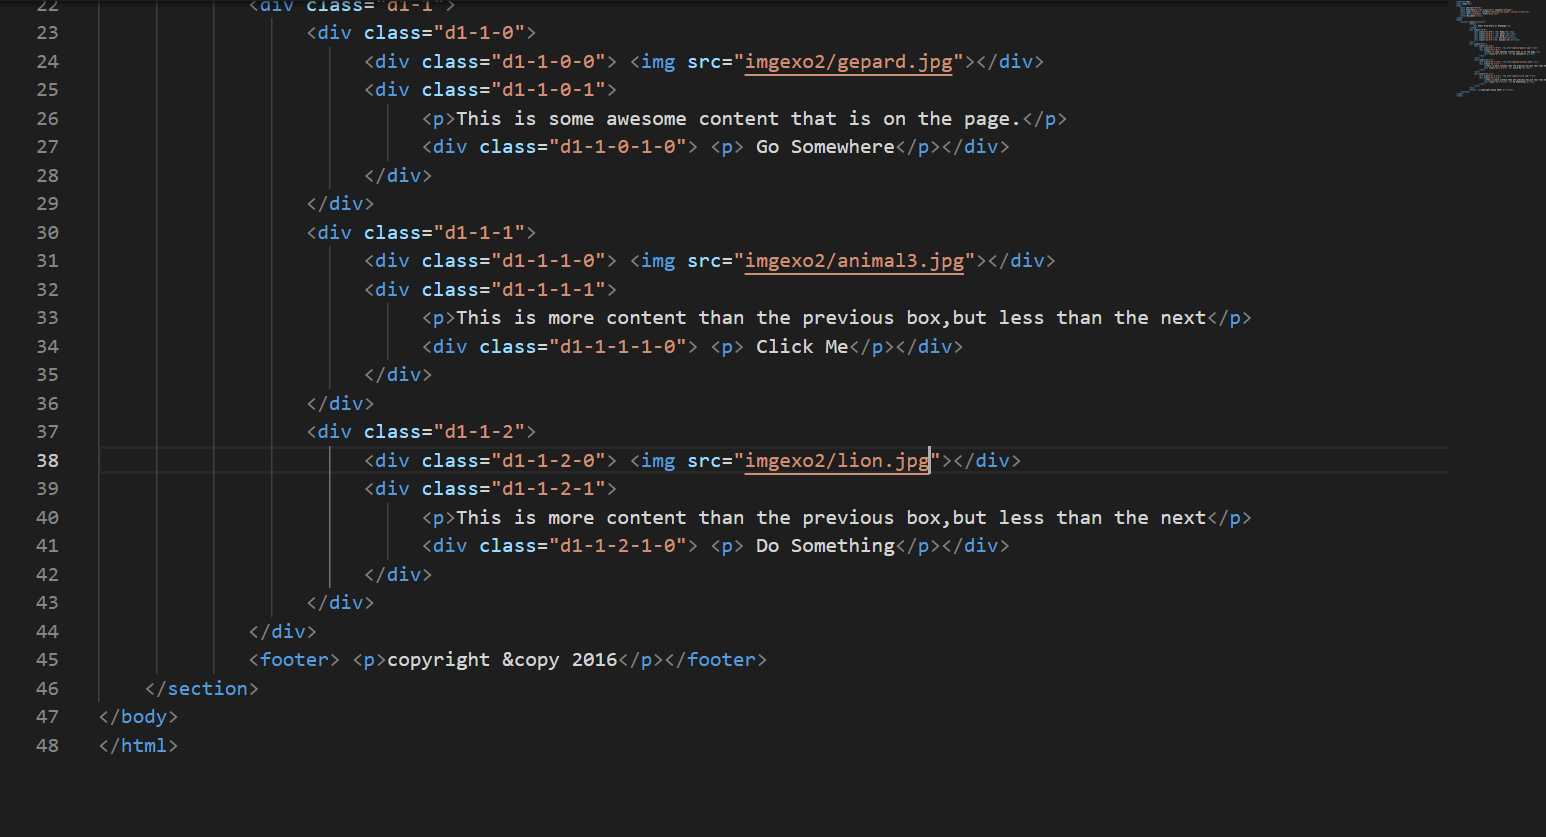 22 <div class="d1-1">
23 <div class="d1-1-0">
24 <div class="d1-1-0-0"> <img src="imgexo2/gepard.jpg"></div>
25 <div class="d1-1-0-1">
26 <p>This is some awesome content that is on the page.</p>
27 <div class="d1-1-0-1-0"> <p> Go Somewhere</p></div>
28 </div>
29 </div>
30 <div class="d1-1-1">
31 <div class="d1-1-1-0"> <img src="imgexo2/animal3.jpg"></div>
32 <div class="d1-1-1-1">
33 <p>This is more content than the previous box,but less than the next</p>
34 <div class="d1-1-1-1-0"> <p> Click Me</p></div>
35 </div>
36 </div>
37 <div class="d1-1-2">
38 <div class="d1-1-2-0"> <img src="imgexo2/lion.jpg"></div>
39 <div class="d1-1-2-1">
40 <p>This is more content than the previous box,but less than the next</p>
41 <div class="d1-1-2-1-0"> <p> Do Something</p></div>
42 </div>
43 </div>
44 </div>
45 <footer> <p>copyright &copy 2016</p></footer>
46 </section>
47 </body>
48 </html>